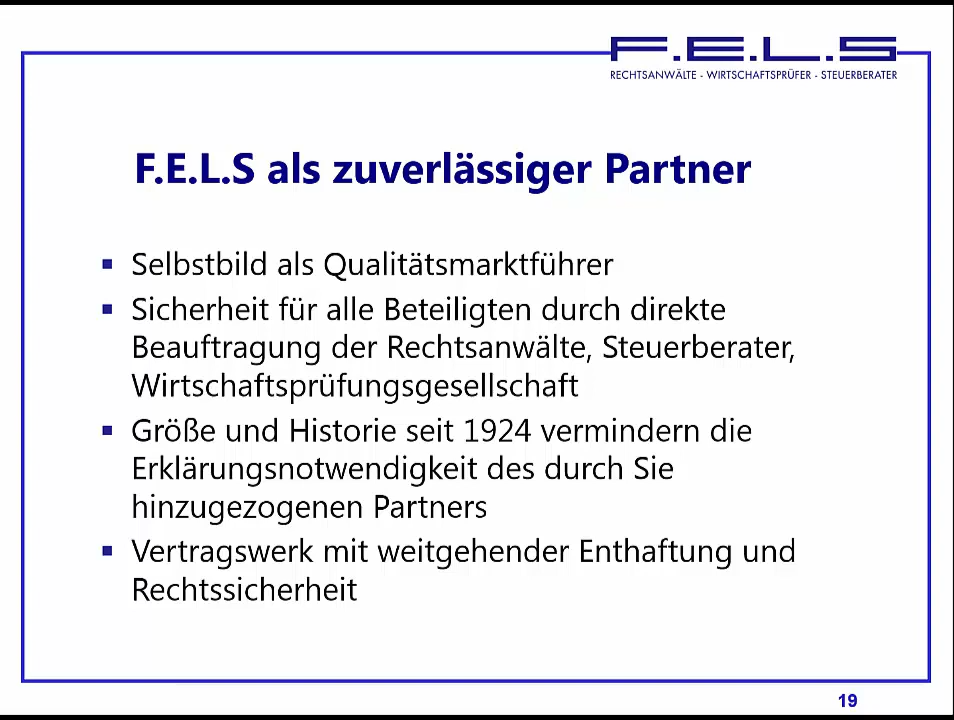 F.E.L.S
RECHTSANWÄLTE - WIRTSCHAFTSPRÜFER - STEUERBERATER
F.E.L.S als zuverlässiger Partner
▪ Selbstbild als Qualitätsmarktführer
▪ Sicherheit für alle Beteiligten durch direkte
Beauftragung der Rechtsanwälte, Steuerberater,
Wirtschaftsprüfungsgesellschaft
▪ Größe und Historie seit 1924 vermindern die
Erklärungsnotwendigkeit des durch Sie
hinzugezogenen Partners
▪ Vertragswerk mit weitgehender Enthaftung und
Rechtssicherheit
19